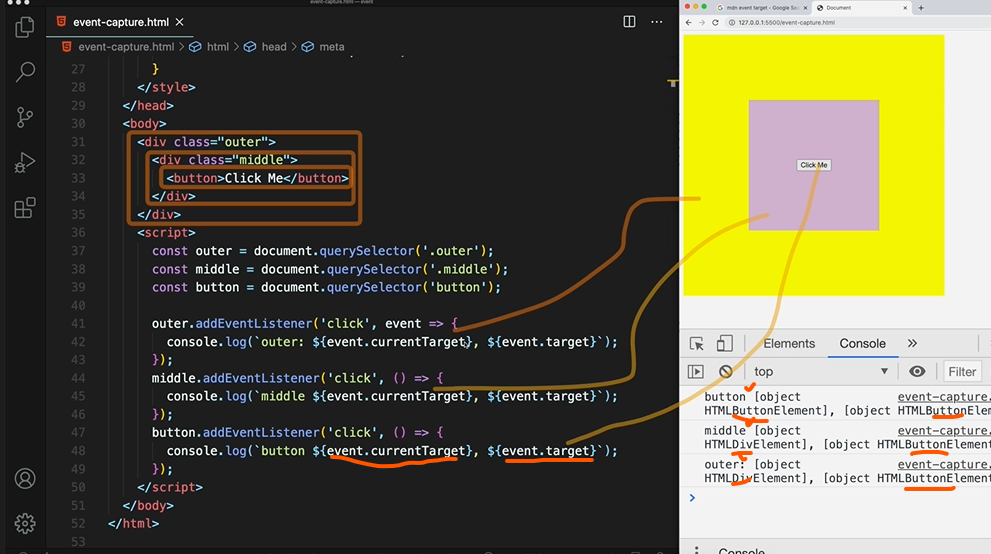 event-capture.html — event
event-capture.html
event-capture.html > html > head > meta
27 }
28 </style>
29 </head>
30 <body>
31 <div class="outer">
32 <div class="middle">
33 <button>Click Me</button>
34 </div>
35 </div>
36 <script>
37 const outer = document.querySelector('.outer');
38 const middle = document.querySelector('.middle');
39 const button = document.querySelector('button');
40
41 outer.addEventListener('click', event => {
42 console.log(`outer: ${event.currentTarget}, ${event.target}`);
43 });
44 middle.addEventListener('click', () => {
45 console.log(`middle ${event.currentTarget}, ${event.target}`);
46 });
47 button.addEventListener('click', () => {
48 console.log(`button ${event.currentTarget}, ${event.target}`);
49 });
50 </script>
51 </body>
52 </html>
53
mdn event target - Google Sea
Document
127.0.0.1:5500/event-capture.html
Click Me
Elements Console
top Filter
button [object event-capture.
HTMLButtonElement], [object HTMLButtonElem
middle [object event-capture.
HTMLDivElement], [object HTMLButtonElement
outer: [object event-capture.
HTMLDivElement], [object HTMLButtonElement
Console